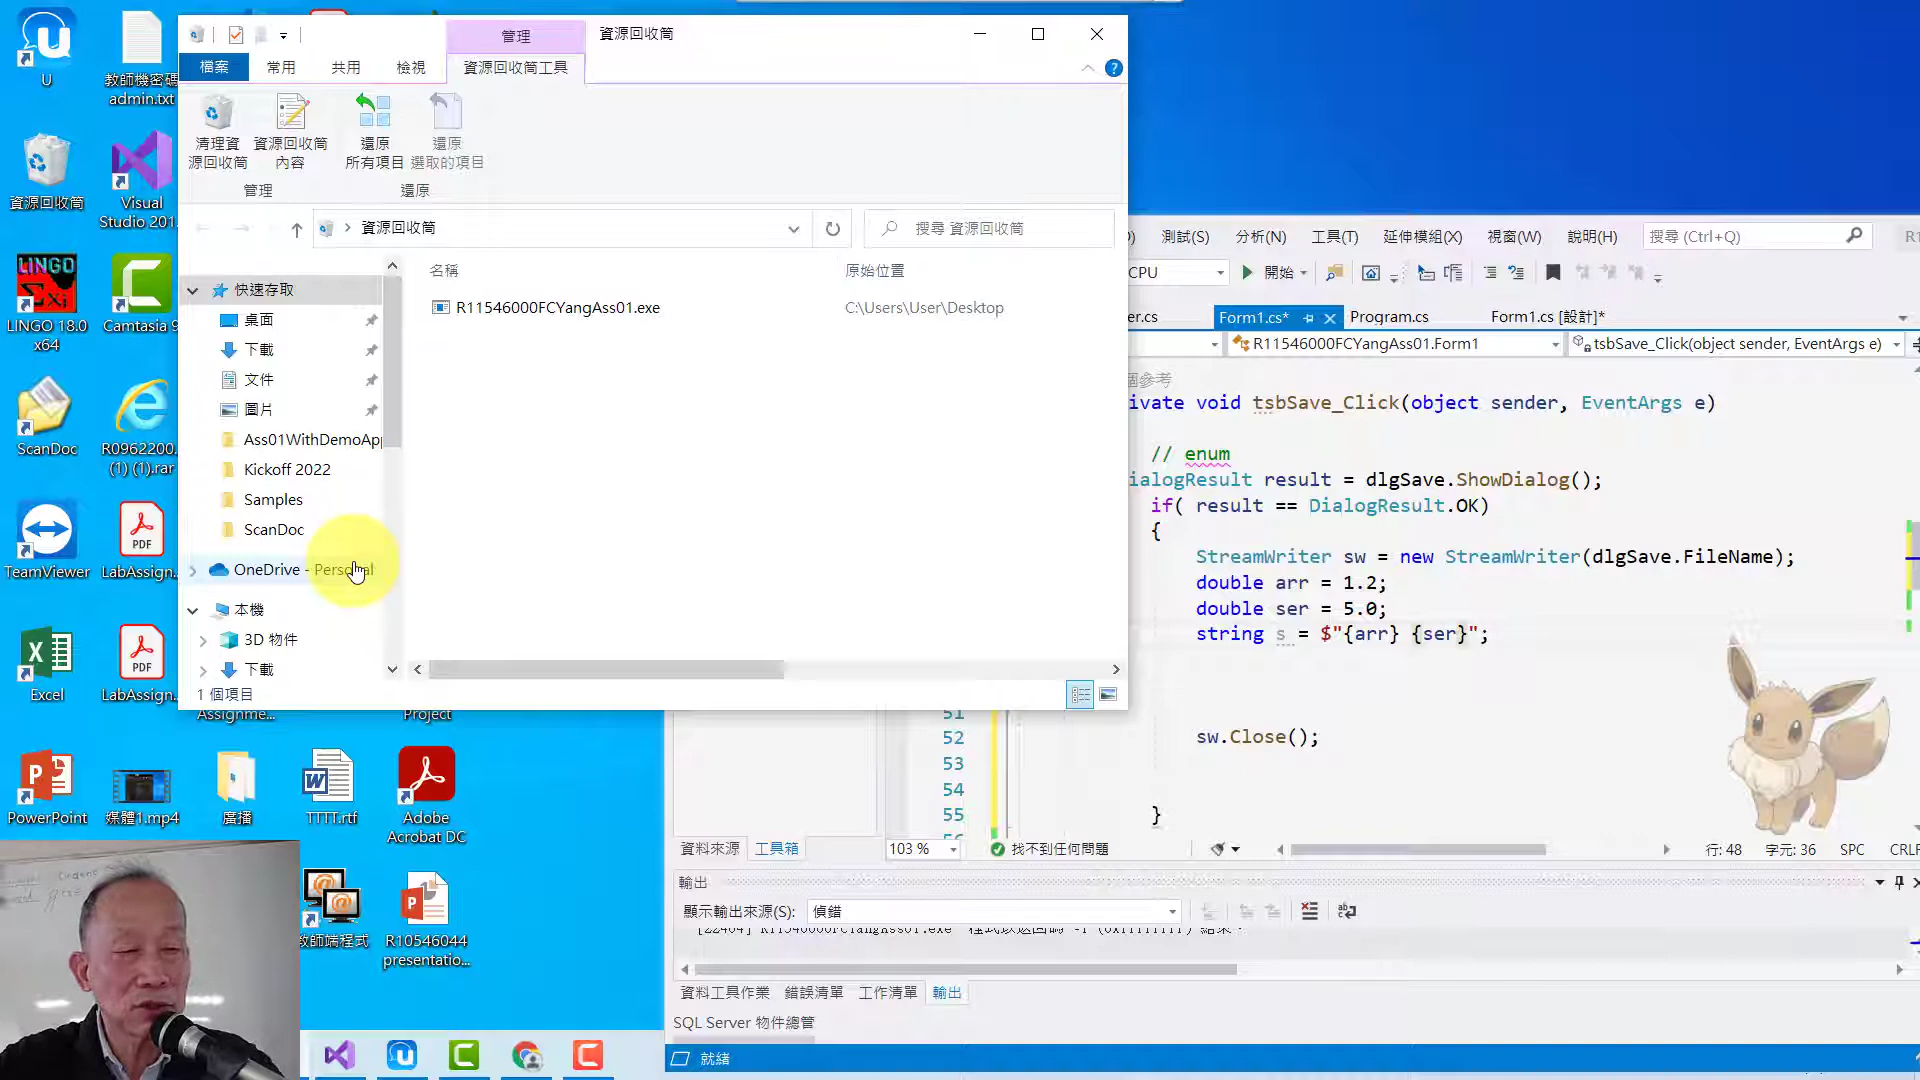 管理
資源回收筒
檔案
常用
共用
檢視
資源回收筒工具
清理資
源回收筒
資源回收筒
內容
還原
所有項目
還原
選取的項目
管理
還原
資源回收筒
搜尋 資源回收筒
名稱
原始位置
快速存取
桌面
下載
文件
圖片
Ass01WithDemoAp
Kickoff 2022
Samples
ScanDoc
OneDrive - Personal
本機
3D 物件
下載
R11546000FCYangAss01.exe
C:\Users\User\Desktop
1 個項目
U
教師機密碼
admin.txt
資源回收筒
Visual
Studio 201
LINGO 18.0
x64
Camtasia 9
ScanDoc
R0962200.
(1) (1).rar
PDF
TeamViewer
LabAssign.
Excel
PDF
LabAssign.
Assignme...
Project
PowerPoint
媒體1.mp4
廣播
TTTT.rtf
Adobe
Acrobat DC
教師端程式
R10546044
presentatio...
測試(S)
分析(N)
工具(T)
延伸模組(X)
視窗(W)
說明(H)
搜尋 (Ctrl+Q)
R1
CPU
開始
er.cs
Form1.cs*
Program.cs
Form1.cs [設計]*
R11546000FCYangAss01.Form1
tsbSave_Click(object sender, EventArgs e)
個參考
ivate void tsbSave_Click(object sender, EventArgs e)
// enum
ialogResult result = dlgSave.ShowDialog();
if( result == DialogResult.OK)
{
StreamWriter sw = new StreamWriter(dlgSave.FileName);
double arr = 1.2;
double ser = 5.0;
string s = $"{arr} {ser}";
51
52
sw.Close();
53
54
55
}
資料來源
工具箱
103 %
找不到任何問題
行: 48
字元: 36
SPC
CRLF
輸出
顯示輸出來源(S):
偵錯
資料工具作業
錯誤清單
工作清單
輸出
SQL Server 物件總管
就緒